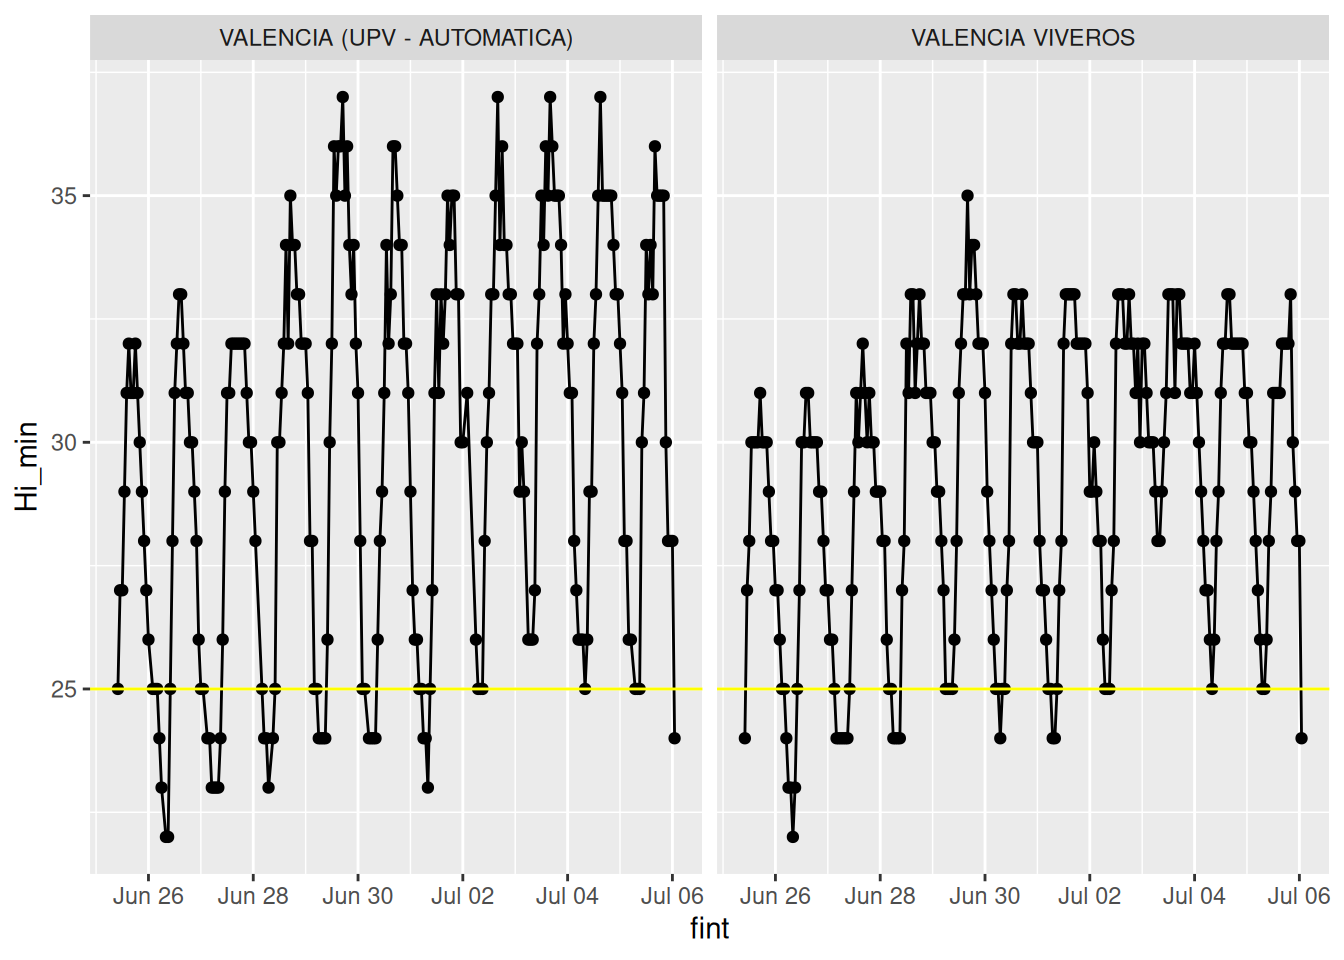 VALENCIA (UPV - AUTOMATICA)
VALENCIA VIVEROS
Hi_min
35
30
25
Jun 26 Jun 28 Jun 30 Jul 02 Jul 04 Jul 06
Jun 26 Jun 28 Jun 30 Jul 02 Jul 04 Jul 06
fint